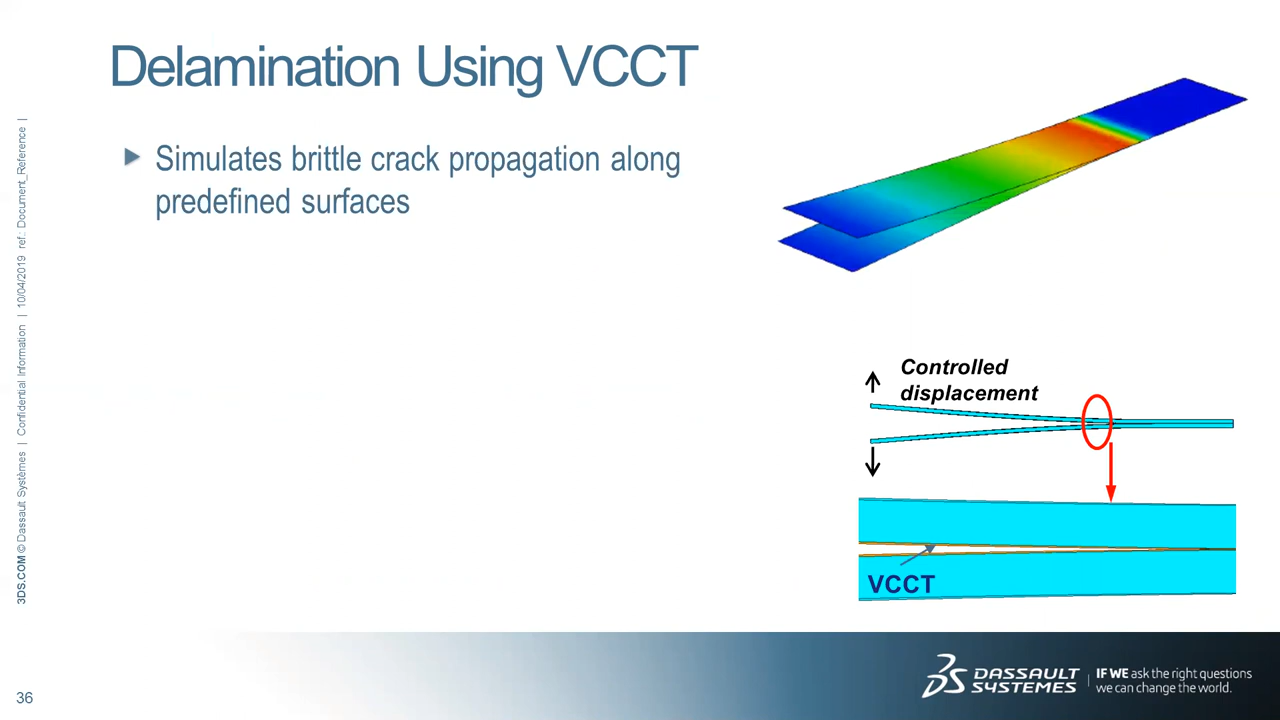 Delamination Using VCCT
Simulates brittle crack propagation along
predefined surfaces
Controlled
displacement
VCCT
3DS.COM © Dassault Systèmes | Confidential Information | 10/04/2019 ref.: Document_Reference |
36
DASSAULT
SYSTEMES
IF WE ask the right questions
we can change the world.